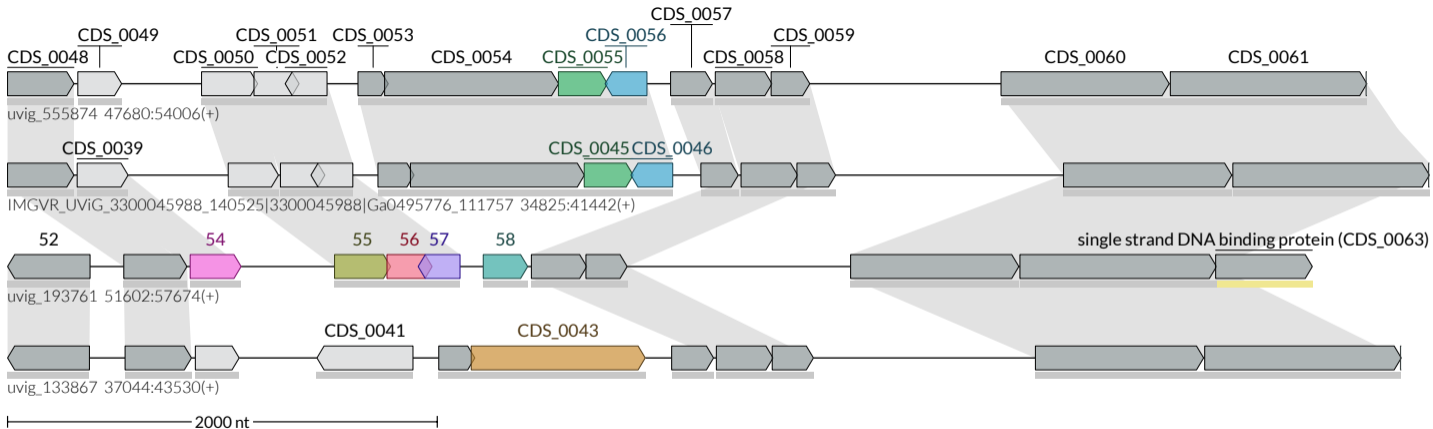 CDS_0057
CDS_0049 CDS_0051 CDS_0053 CDS_0056 CDS_0059
CDS_0048 CDS_0050 CDS_0052 CDS_0054 CDS_0055 CDS_0058 CDS_0060 CDS_0061
uvig_555874 47680:54006(+)
CDS_0039 CDS_0045 CDS_0046
IMGVR_UViG_3300045988_140525|3300045988|Ga0495776_111757 34825:41442(+)
52 54 55 56 57 58 single strand DNA binding protein (CDS_0063)
uvig_193761 51602:57674(+)
CDS_0041 CDS_0043
uvig_133867 37044:43530(+)
2000 nt